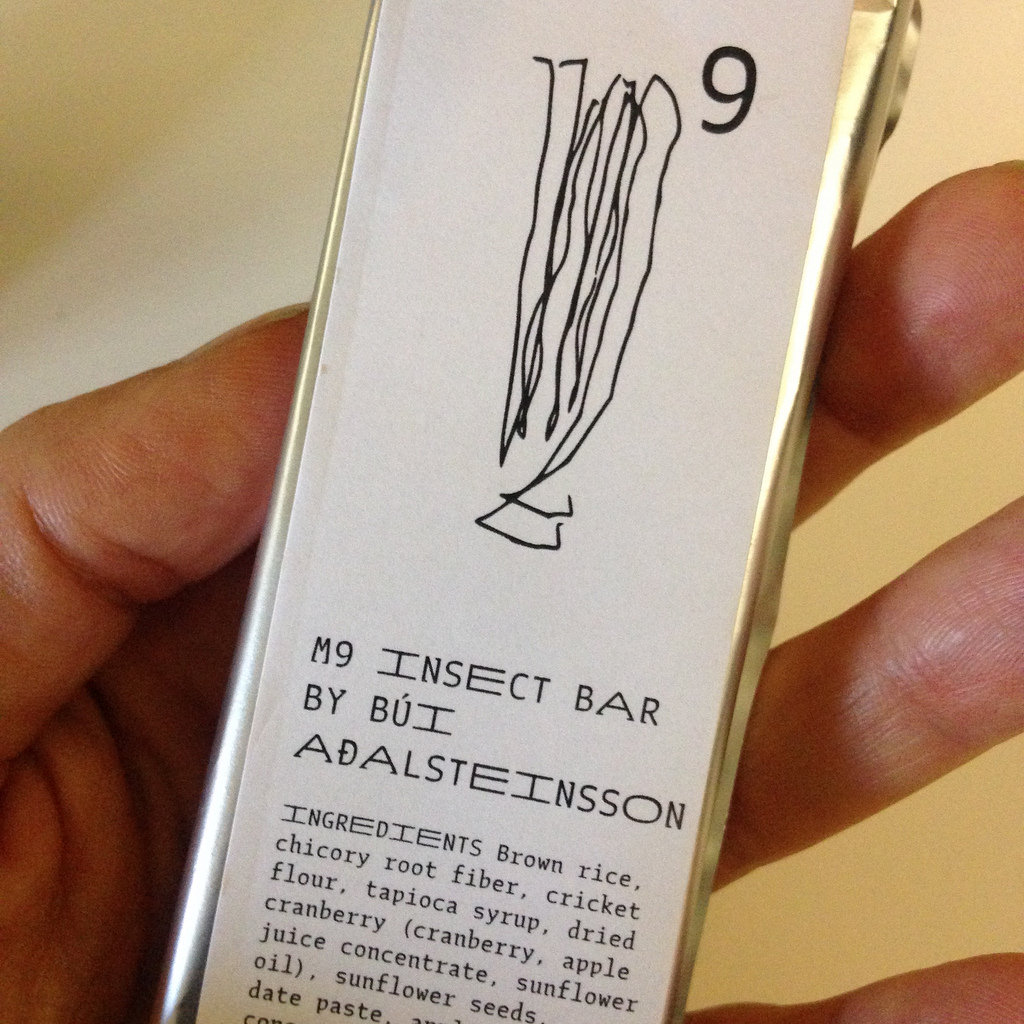 9
M9 INSECT BAR
BY BÚI
AÐALSTEINSSON
INGREDIENTS Brown rice,
chicory root fiber, cricket
flour, tapioca syrup, dried
cranberry (cranberry, apple
juice concentrate, sunflower
oil), sunflower seeds,
date paste,